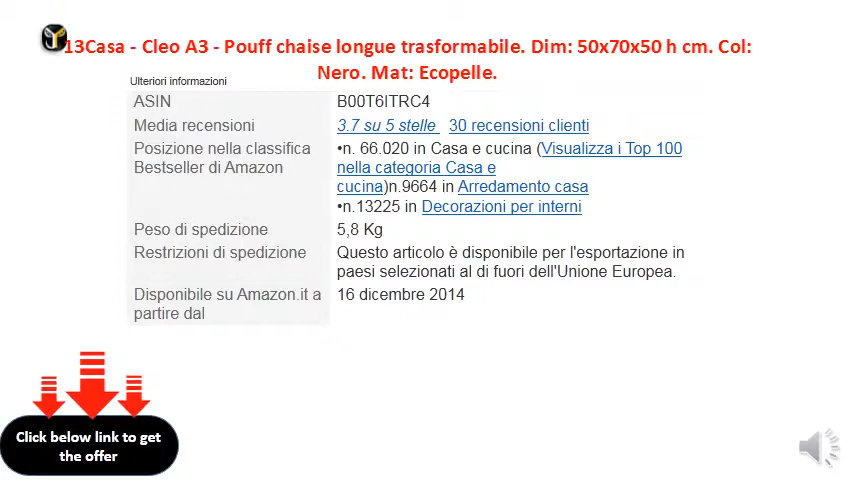 13Casa - Cleo A3 - Pouff chaise longue trasformabile. Dim: 50x70x50 h cm. Col:
Nero. Mat: Ecopelle.
Ulteriori informazioni
ASIN B00T6ITRC4
Media recensioni 3.7 su 5 stelle 30 recensioni clienti
Posizione nella classifica •n. 66.020 in Casa e cucina (Visualizza i Top 100
Bestseller di Amazon nella categoria Casa e
cucina)n.9664 in Arredamento casa
•n.13225 in Decorazioni per interni
Peso di spedizione 5,8 Kg
Restrizioni di spedizione Questo articolo è disponibile per l'esportazione in
paesi selezionati al di fuori dell'Unione Europea.
Disponibile su Amazon.it a 16 dicembre 2014
partire dal
Click below link to get
the offer